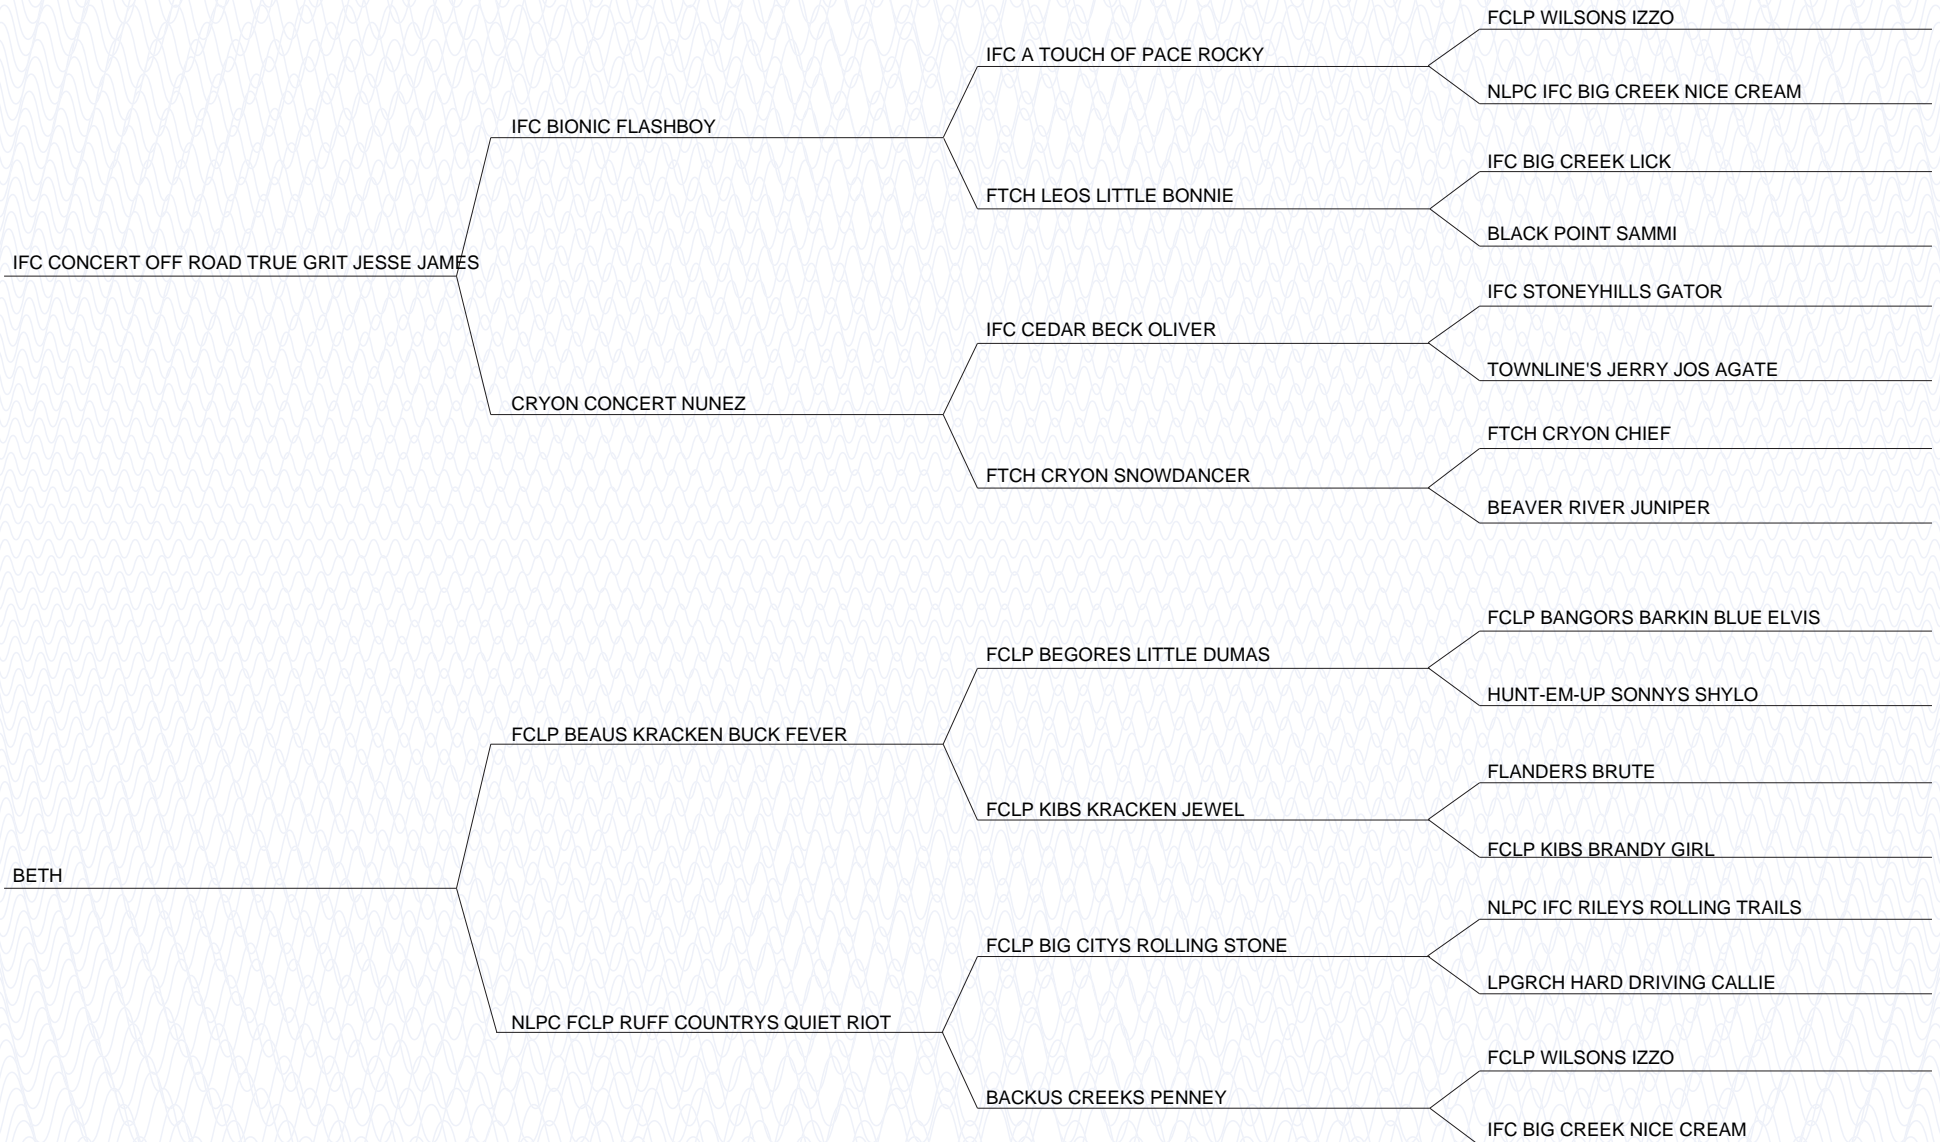 FCLP WILSONS IZZO
IFC A TOUCH OF PACE ROCKY
NLPC IFC BIG CREEK NICE CREAM
IFC BIONIC FLASHBOY
IFC BIG CREEK LICK
FTCH LEOS LITTLE BONNIE
BLACK POINT SAMMI
IFC CONCERT OFF ROAD TRUE GRIT JESSE JAMES
IFC STONEYHILLS GATOR
IFC CEDAR BECK OLIVER
TOWNLINE'S JERRY JOS AGATE
CRYON CONCERT NUNEZ
FTCH CRYON CHIEF
FTCH CRYON SNOWDANCER
BEAVER RIVER JUNIPER
FCLP BANGORS BARKIN BLUE ELVIS
FCLP BEGORES LITTLE DUMAS
HUNT-EM-UP SONNYS SHYLO
FCLP BEAUS KRACKEN BUCK FEVER
FLANDERS BRUTE
FCLP KIBS KRACKEN JEWEL
FCLP KIBS BRANDY GIRL
BETH
NLPC IFC RILEYS ROLLING TRAILS
FCLP BIG CITYS ROLLING STONE
LPGRCH HARD DRIVING CALLIE
NLPC FCLP RUFF COUNTRYS QUIET RIOT
FCLP WILSONS IZZO
BACKUS CREEKS PENNEY
IFC BIG CREEK NICE CREAM